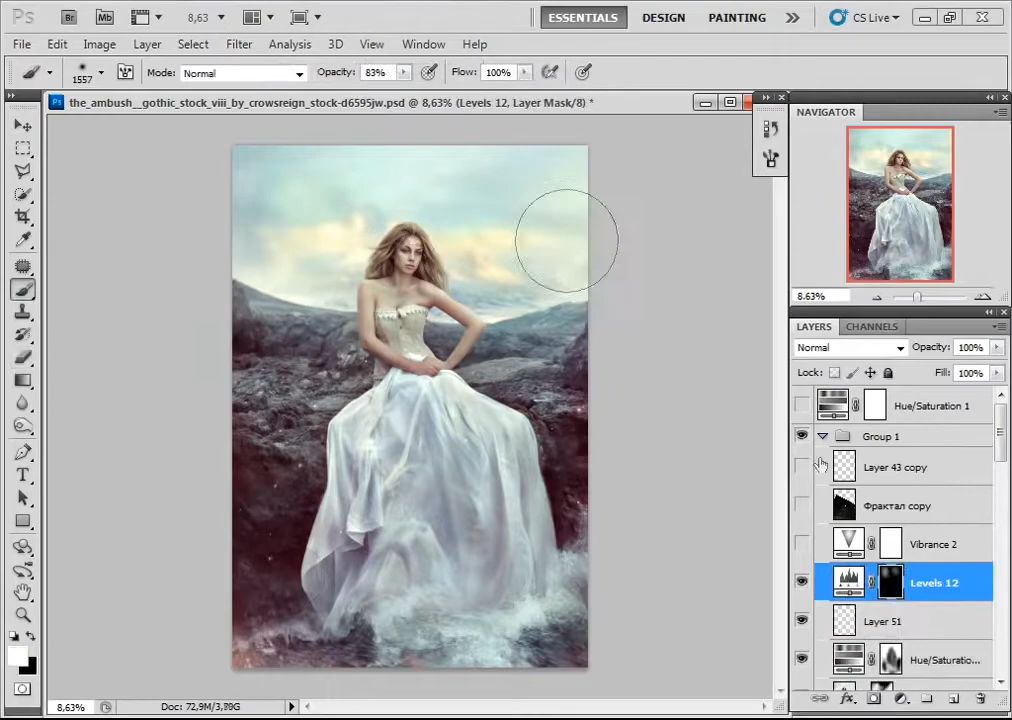 Ps Br Mb 8,63 ESSENTIALS DESIGN PAINTING CS Live
File Edit Image Layer Select Filter Analysis 3D View Window Help
1557 Mode: Normal Opacity: 83% Flow: 100%
Ps the_ambush__gothic_stock_viii_by_crowsreign_stock-d6595jw.psd @ 8,63% (Levels 12, Layer Mask/8) *
NAVIGATOR
8.63%
LAYERS CHANNELS
Normal Opacity: 100%
Lock: Fill: 100%
Hue/Saturation 1
Group 1
Layer 43 copy
Фрактал copy
Vibrance 2
Levels 12
Layer 51
Hue/Saturatio...
T
fx
8,63% Doc: 72,9M/3,89G